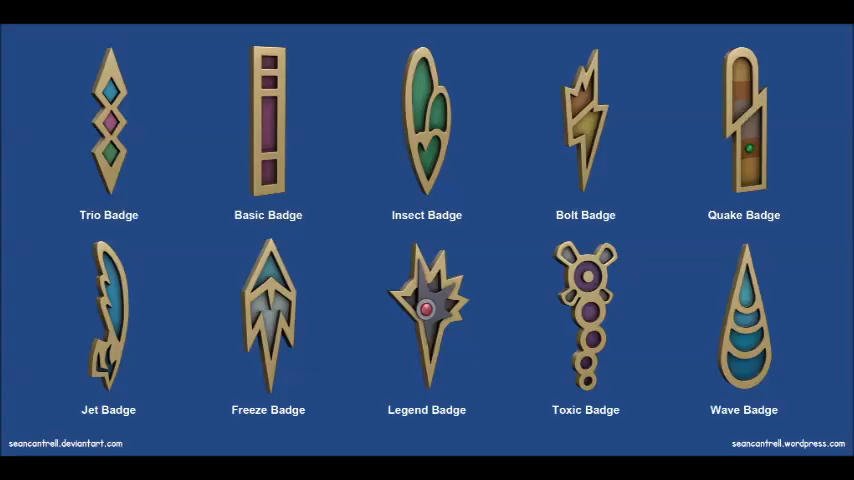 Trio Badge
Basic Badge
Insect Badge
Bolt Badge
Quake Badge
Jet Badge
Freeze Badge
Legend Badge
Toxic Badge
Wave Badge
seancantrell.deviantart.com
seancantrell.wordpress.com